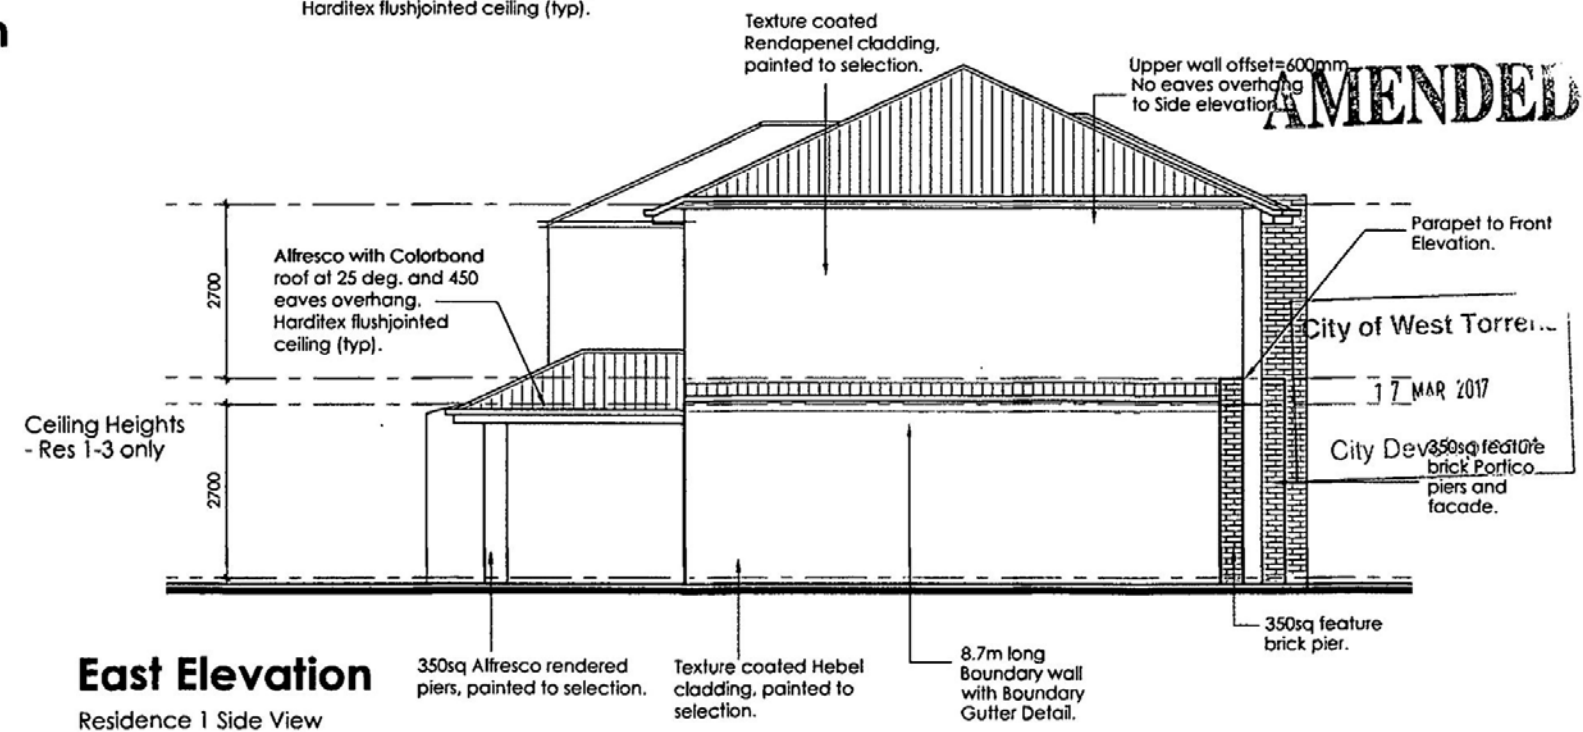 Harditex flushjointed ceiling (typ).
Texture coated
Rendapenel cladding,
painted to selection.
Upper wall offset=600mm
No eaves overhang
to Side elevation
AMENDED
Parapet to Front
Elevation.
Alfresco with Colorbond
roof at 25 deg. and 450
eaves overhang.
Harditex flushjointed
ceiling (typ).
2700
City of West
17 MAR 2017
Ceiling Heights
- Res 1-3 only
2700
City
350sq feature
brick Portico
piers and
facade.
350sq feature
brick pier.
East Elevation
Residence 1 Side View
350sq Alfresco rendered
piers, painted to selection.
Texture coated Hebel
cladding, painted to
selection.
8.7m long
Boundary wall
with Boundary
Gutter Detail.